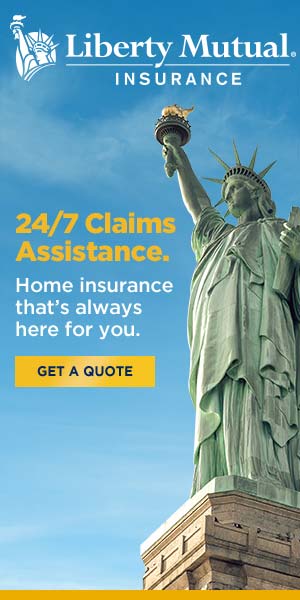 Liberty Mutual®
INSURANCE
24/7 Claims
Assistance.
Home insurance
that's always
here for you.
GET A QUOTE